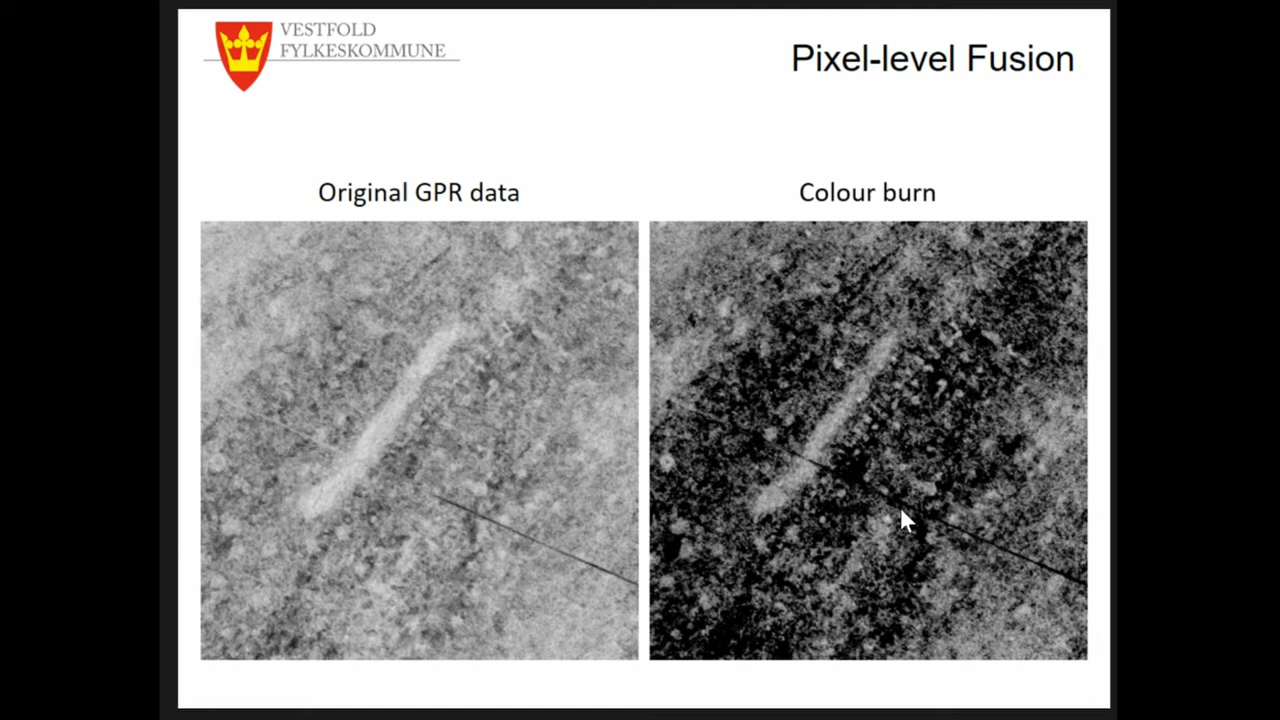 VESTFOLD
FYLKESKOMMUNE
Pixel-level Fusion
Original GPR data
Colour burn